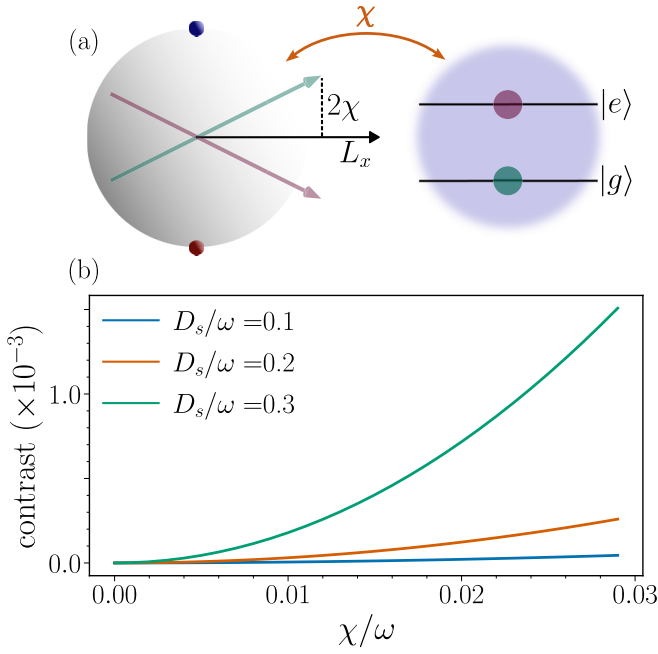 (a)
χ
2χ
L_x
|e⟩
|g⟩
(b)
contrast (×10⁻³)
1.0
0.0
D_s/ω =0.1
D_s/ω =0.2
D_s/ω =0.3
0.00 0.01 0.02 0.03
χ/ω